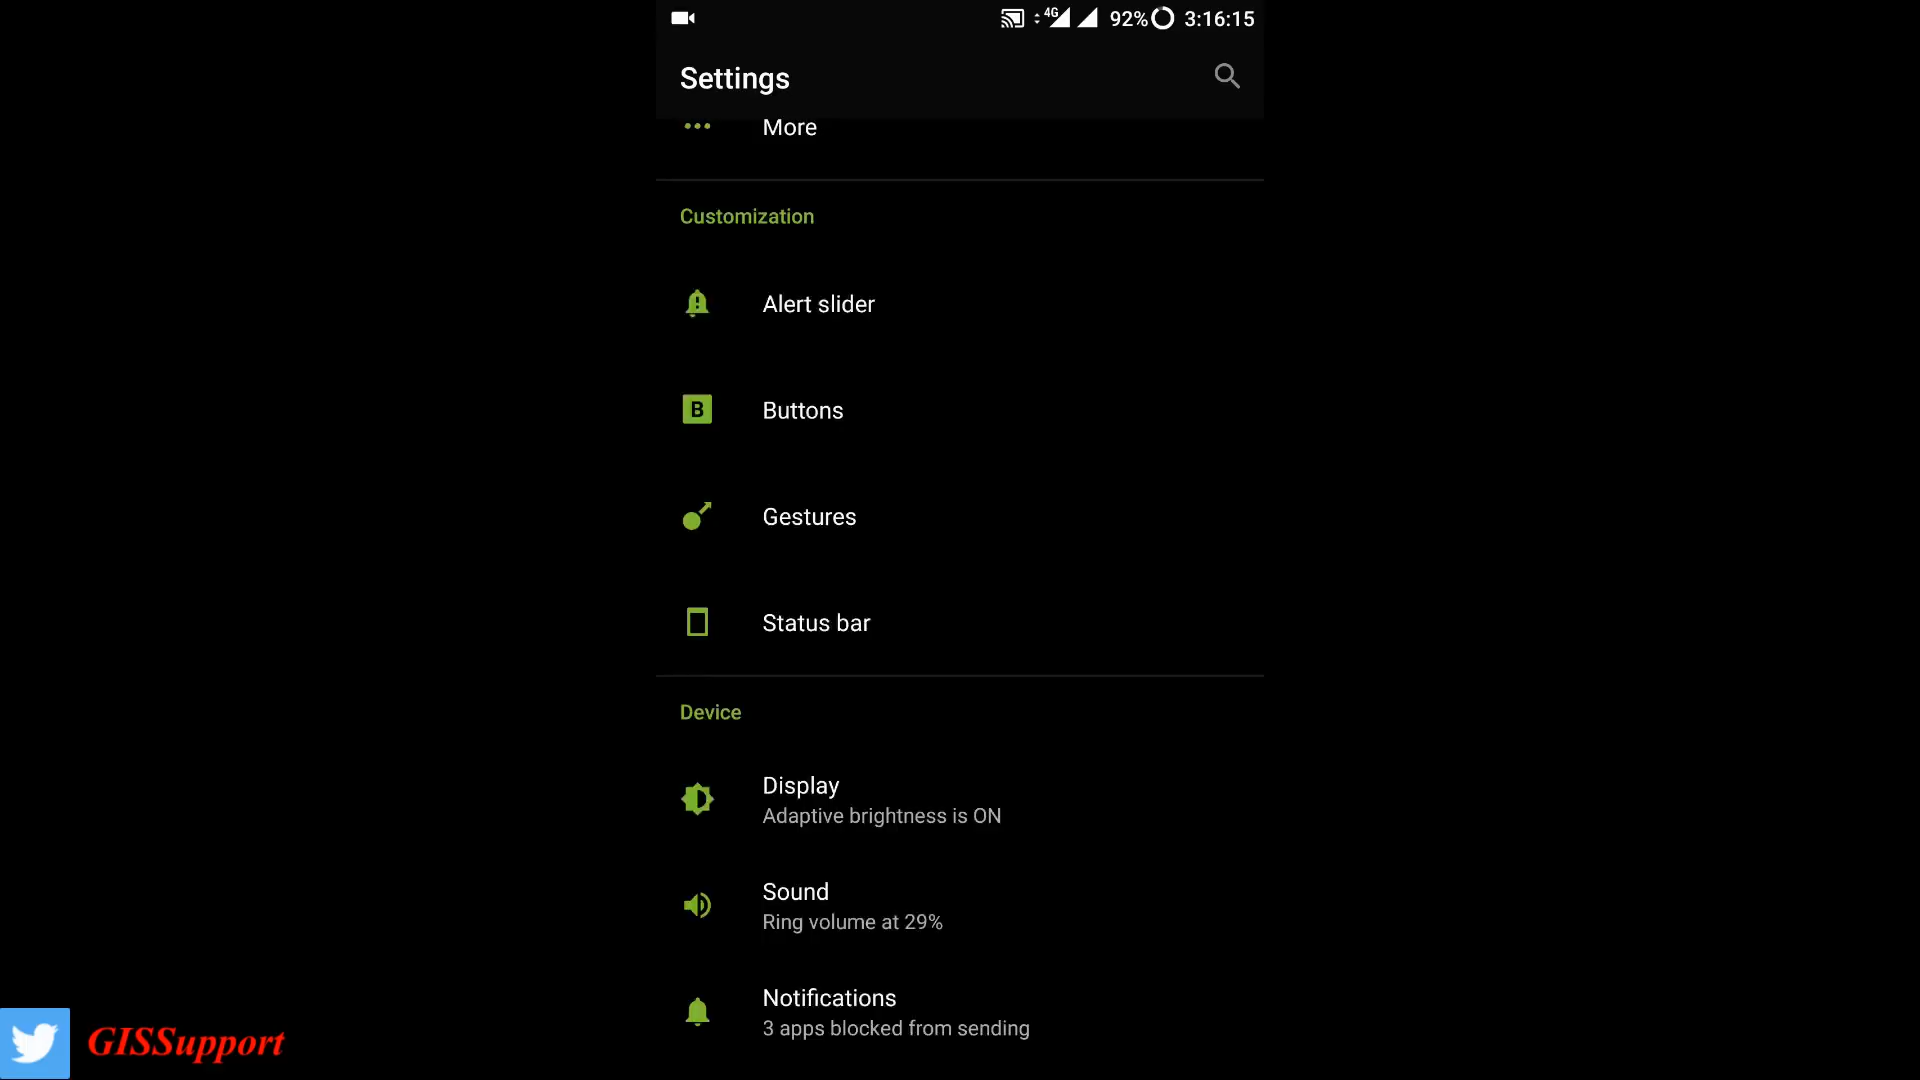 4G 92% 3:16:15
Settings
More
Customization
Alert slider
B Buttons
Gestures
Status bar
Device
Display
Adaptive brightness is ON
Sound
Ring volume at 29%
Notifications
3 apps blocked from sending
GISSupport